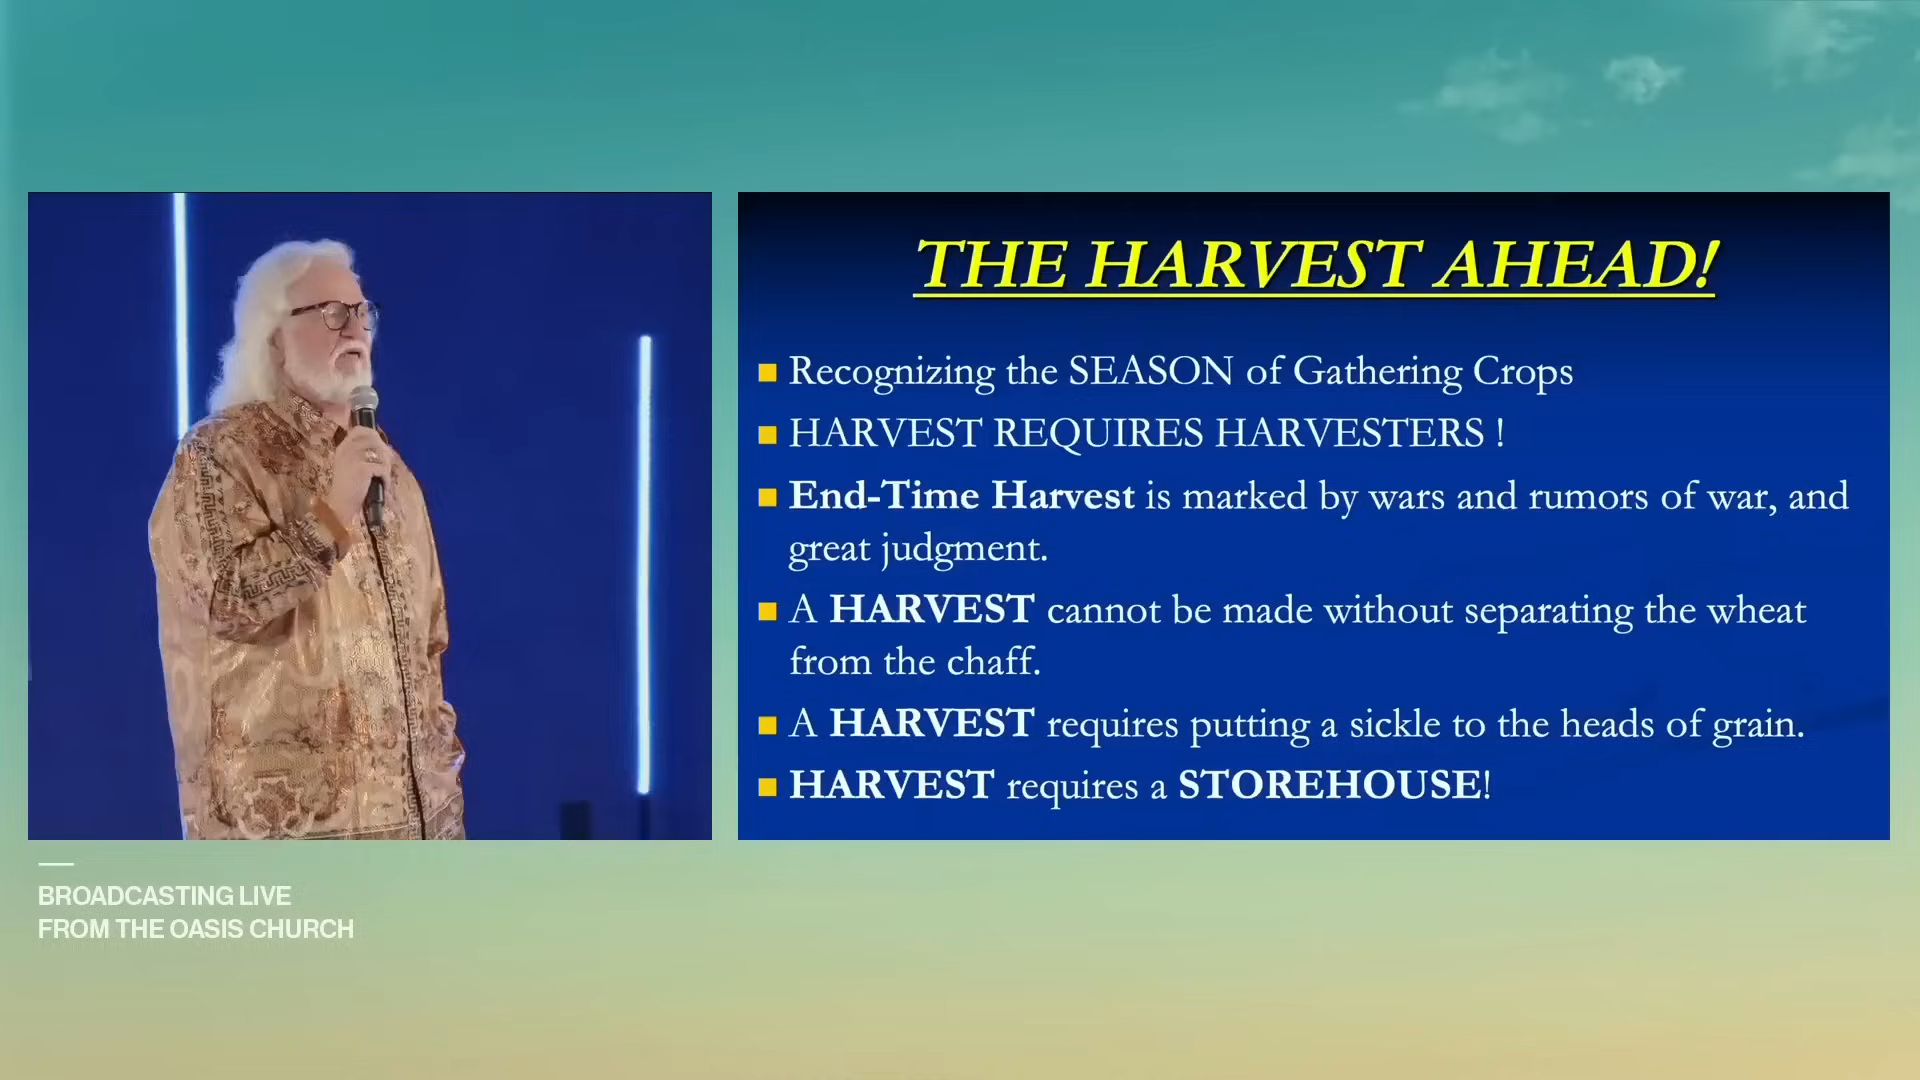 THE HARVEST AHEAD!
Recognizing the SEASON of Gathering Crops
HARVEST REQUIRES HARVESTERS !
End-Time Harvest is marked by wars and rumors of war, and
great judgment.
A HARVEST cannot be made without separating the wheat
from the chaff.
A HARVEST requires putting a sickle to the heads of grain.
HARVEST requires a STOREHOUSE!
BROADCASTING LIVE
FROM THE OASIS CHURCH